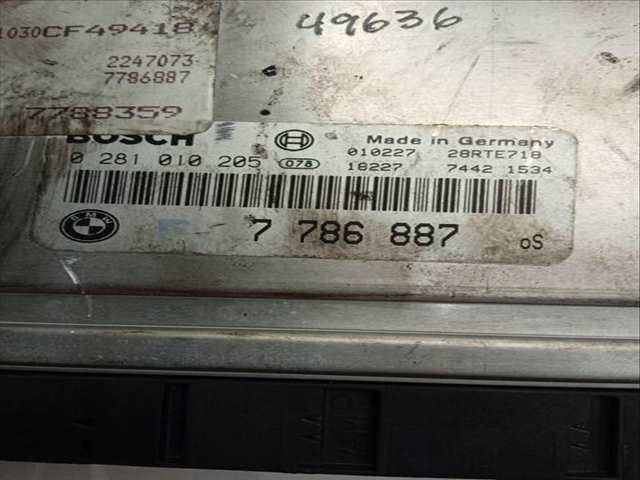 1030CF49418
49636
2247073
7786887
7788359
BOSCH
Made in Germany
0 281 010 205
078
010227 28RTE718
18227 7442 1534
BMW
7 786 887
oS